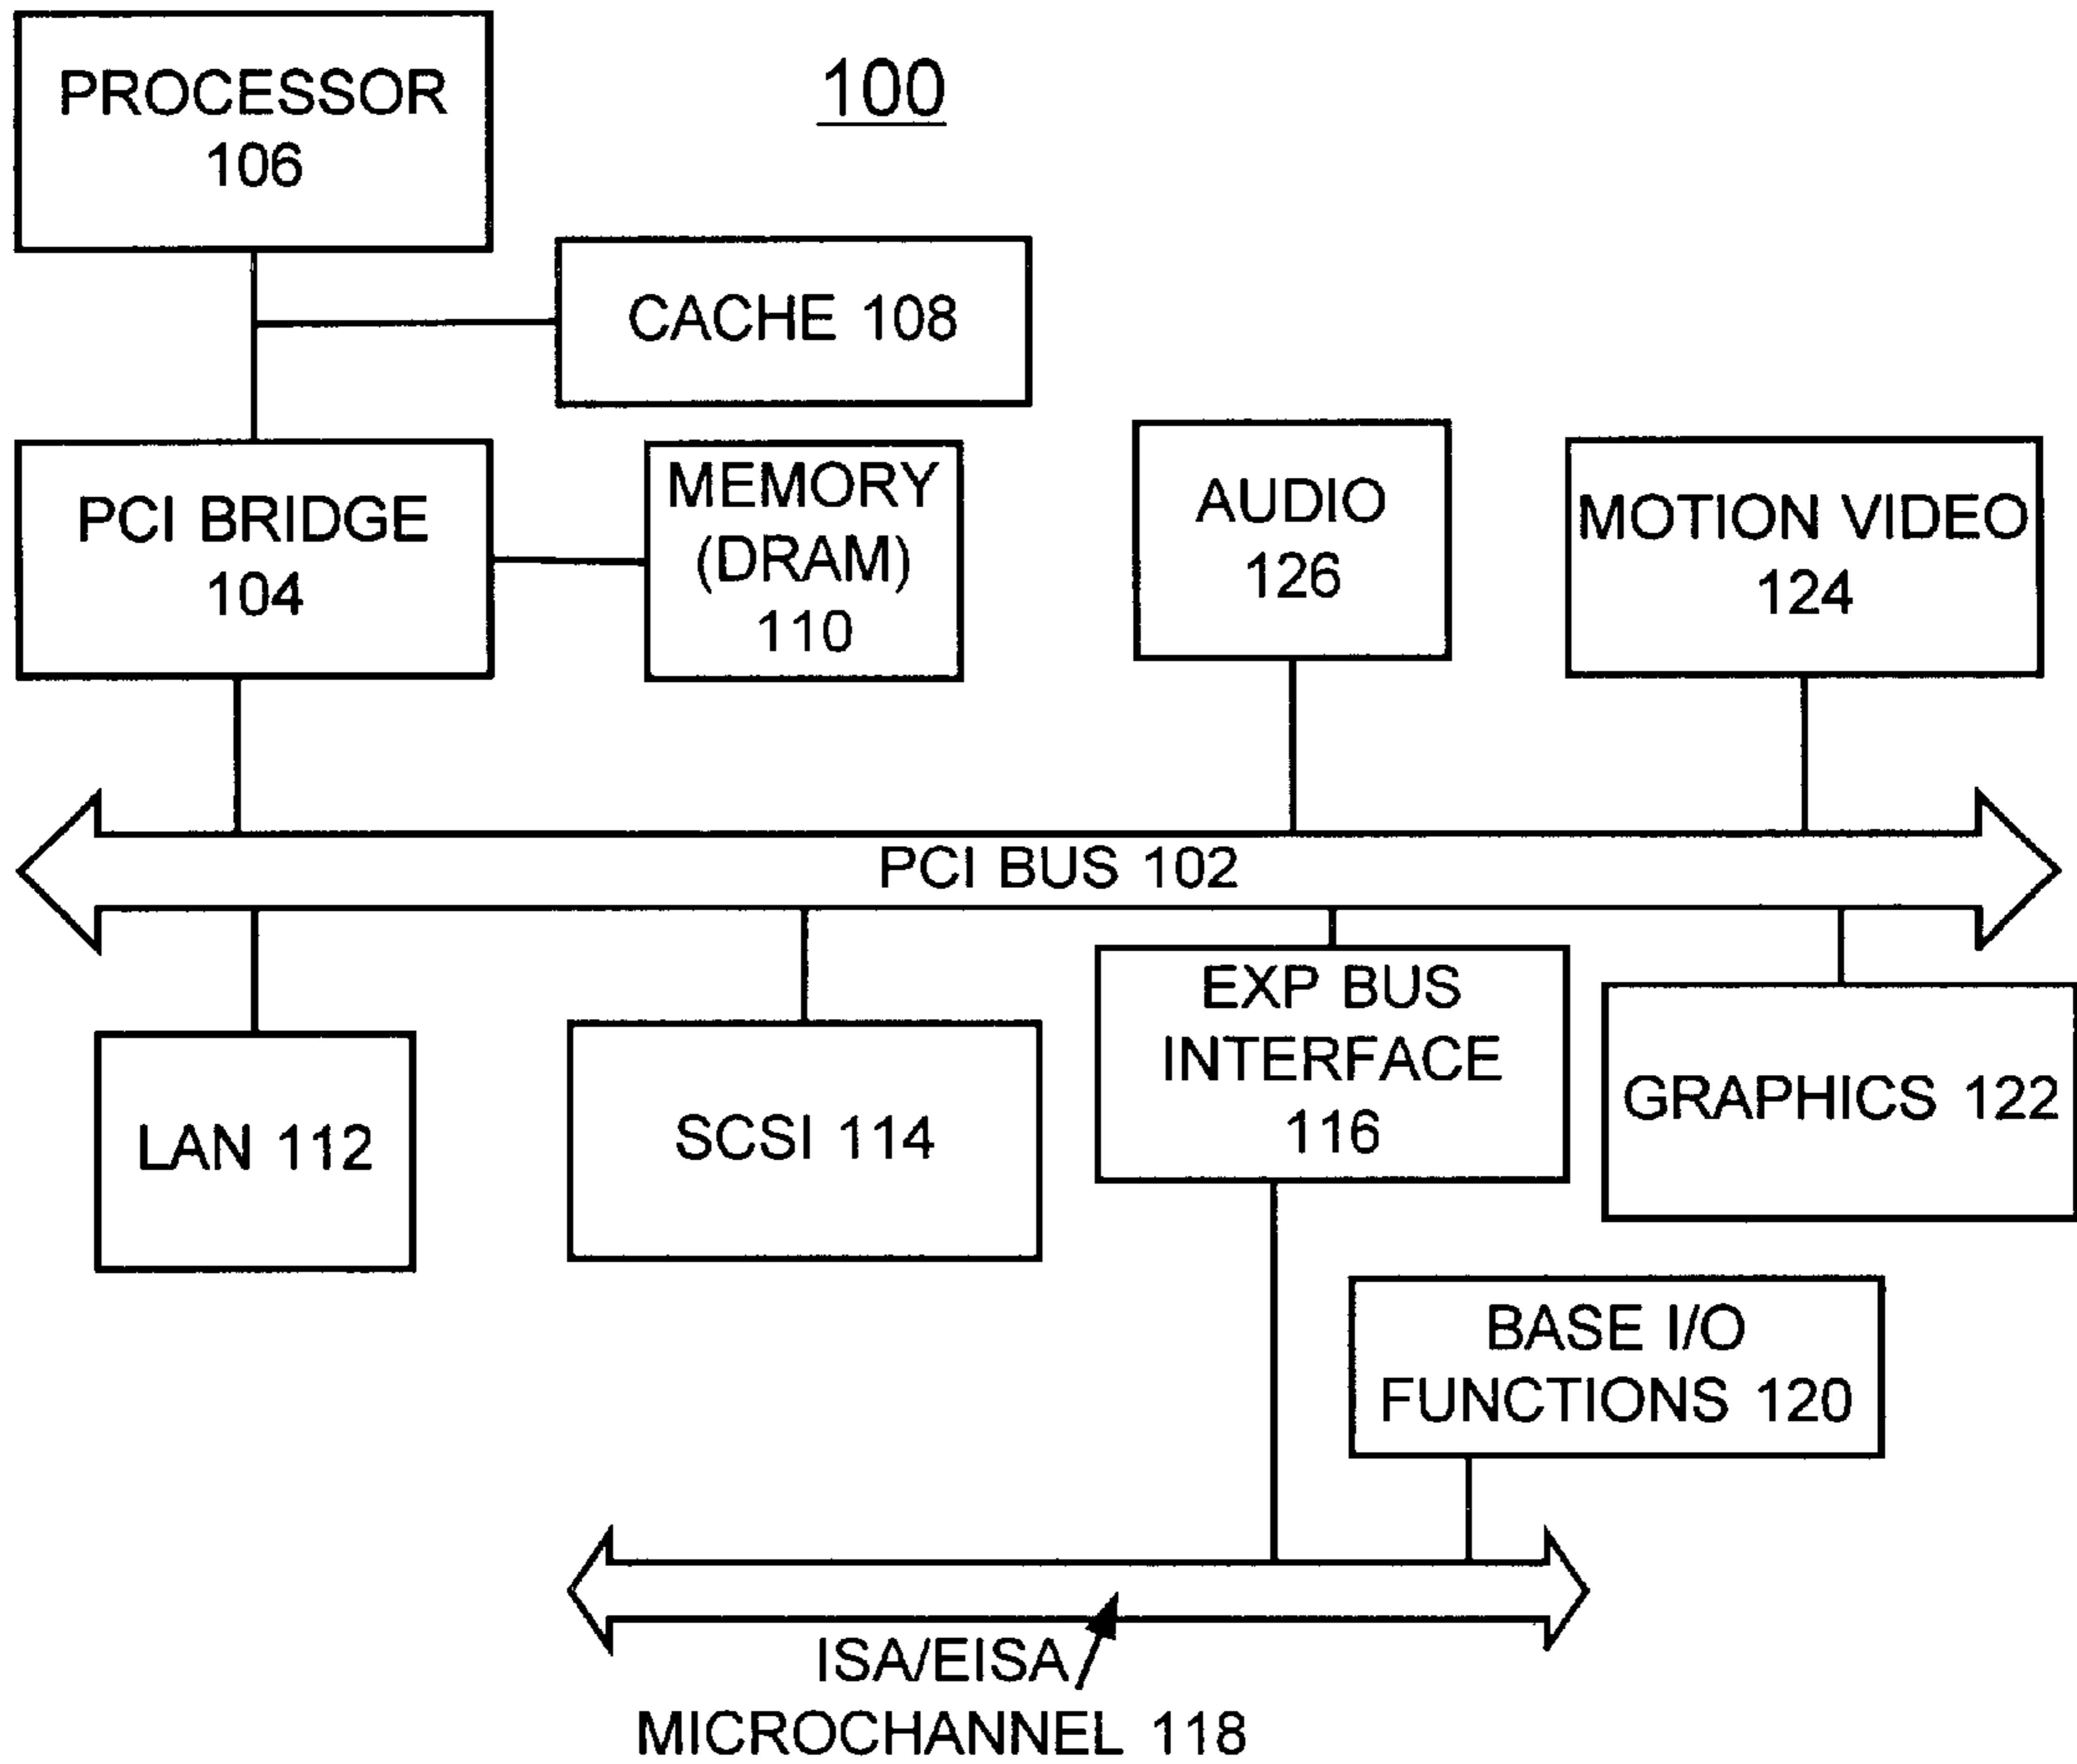 PROCESSOR
106
100
CACHE 108
PCI BRIDGE
104
MEMORY
(DRAM)
110
AUDIO
126
MOTION VIDEO
124
PCI BUS 102
LAN 112
SCSI 114
EXP BUS
INTERFACE
116
GRAPHICS 122
BASE I/O
FUNCTIONS 120
ISA/EISA
MICROCHANNEL 118